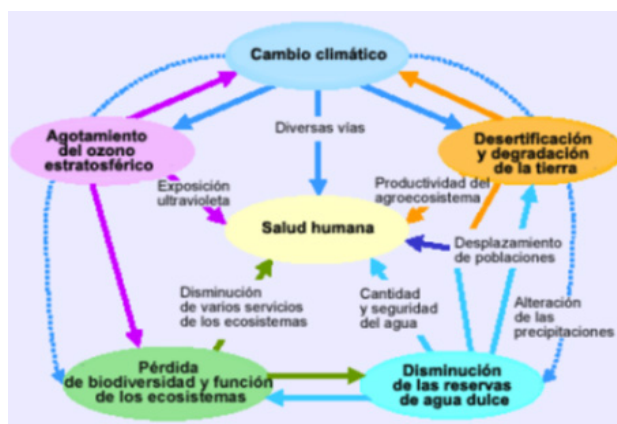 Cambio climático
Agotamiento
del ozono
estratosférico
Diversas vías
Desertificación
y degradación
de la tierra
Exposición
ultravioleta
Productividad del
agroecosistema
Salud humana
Desplazamiento
de poblaciones
Disminución
de varios servicios
de los ecosistemas
Cantidad
y seguridad
del agua
Alteración
de las
precipitaciones
Pérdida
de biodiversidad y función
de los ecosistemas
Disminución
de las reservas
de agua dulce